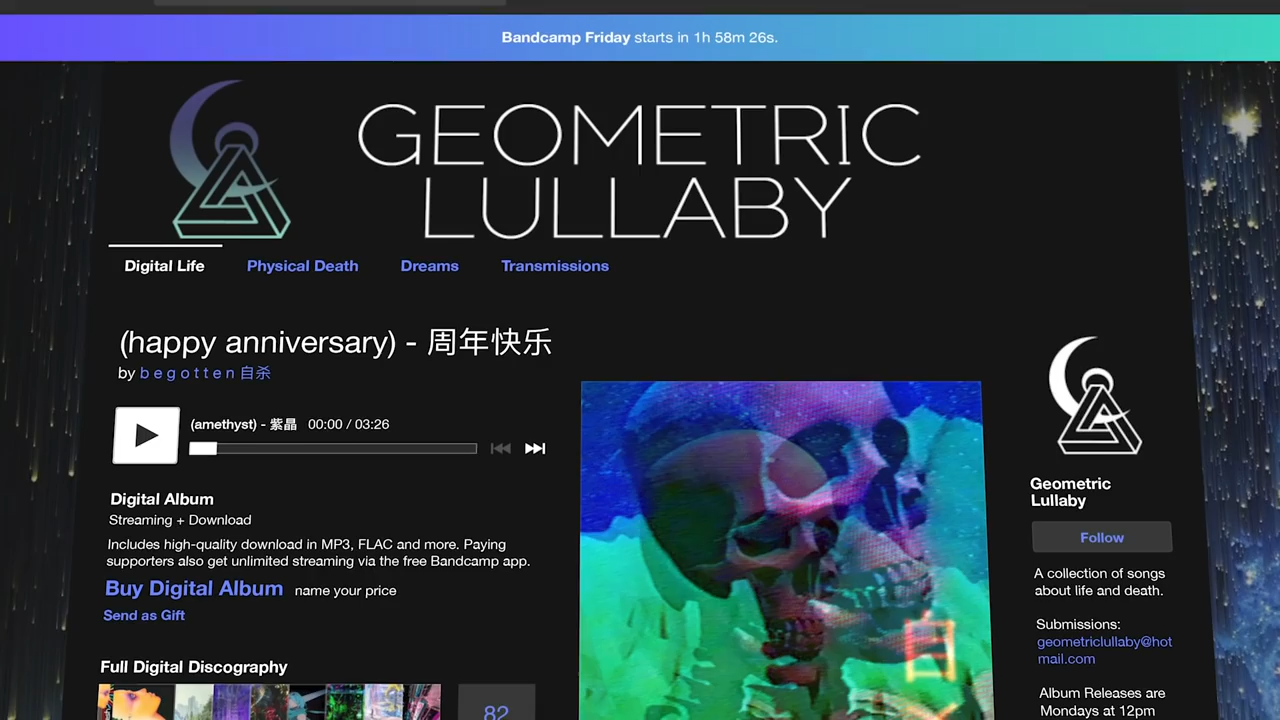 Bandcamp Friday starts in 1h 58m 26s.
GEOMETRIC
LULLABY
Digital Life
Physical Death
Dreams
Transmissions
(happy anniversary) - 周年快乐
by b e g o t t e n 自杀
(amethyst) - 紫晶 00:00 / 03:26
Digital Album
Streaming + Download
Includes high-quality download in MP3, FLAC and more. Paying
supporters also get unlimited streaming via the free Bandcamp app.
Buy Digital Album name your price
Send as Gift
Full Digital Discography
82
自
Geometric
Lullaby
Follow
A collection of songs
about life and death.
Submissions:
geometriclullaby@hot
mail.com
Album Releases are
Mondays at 12pm